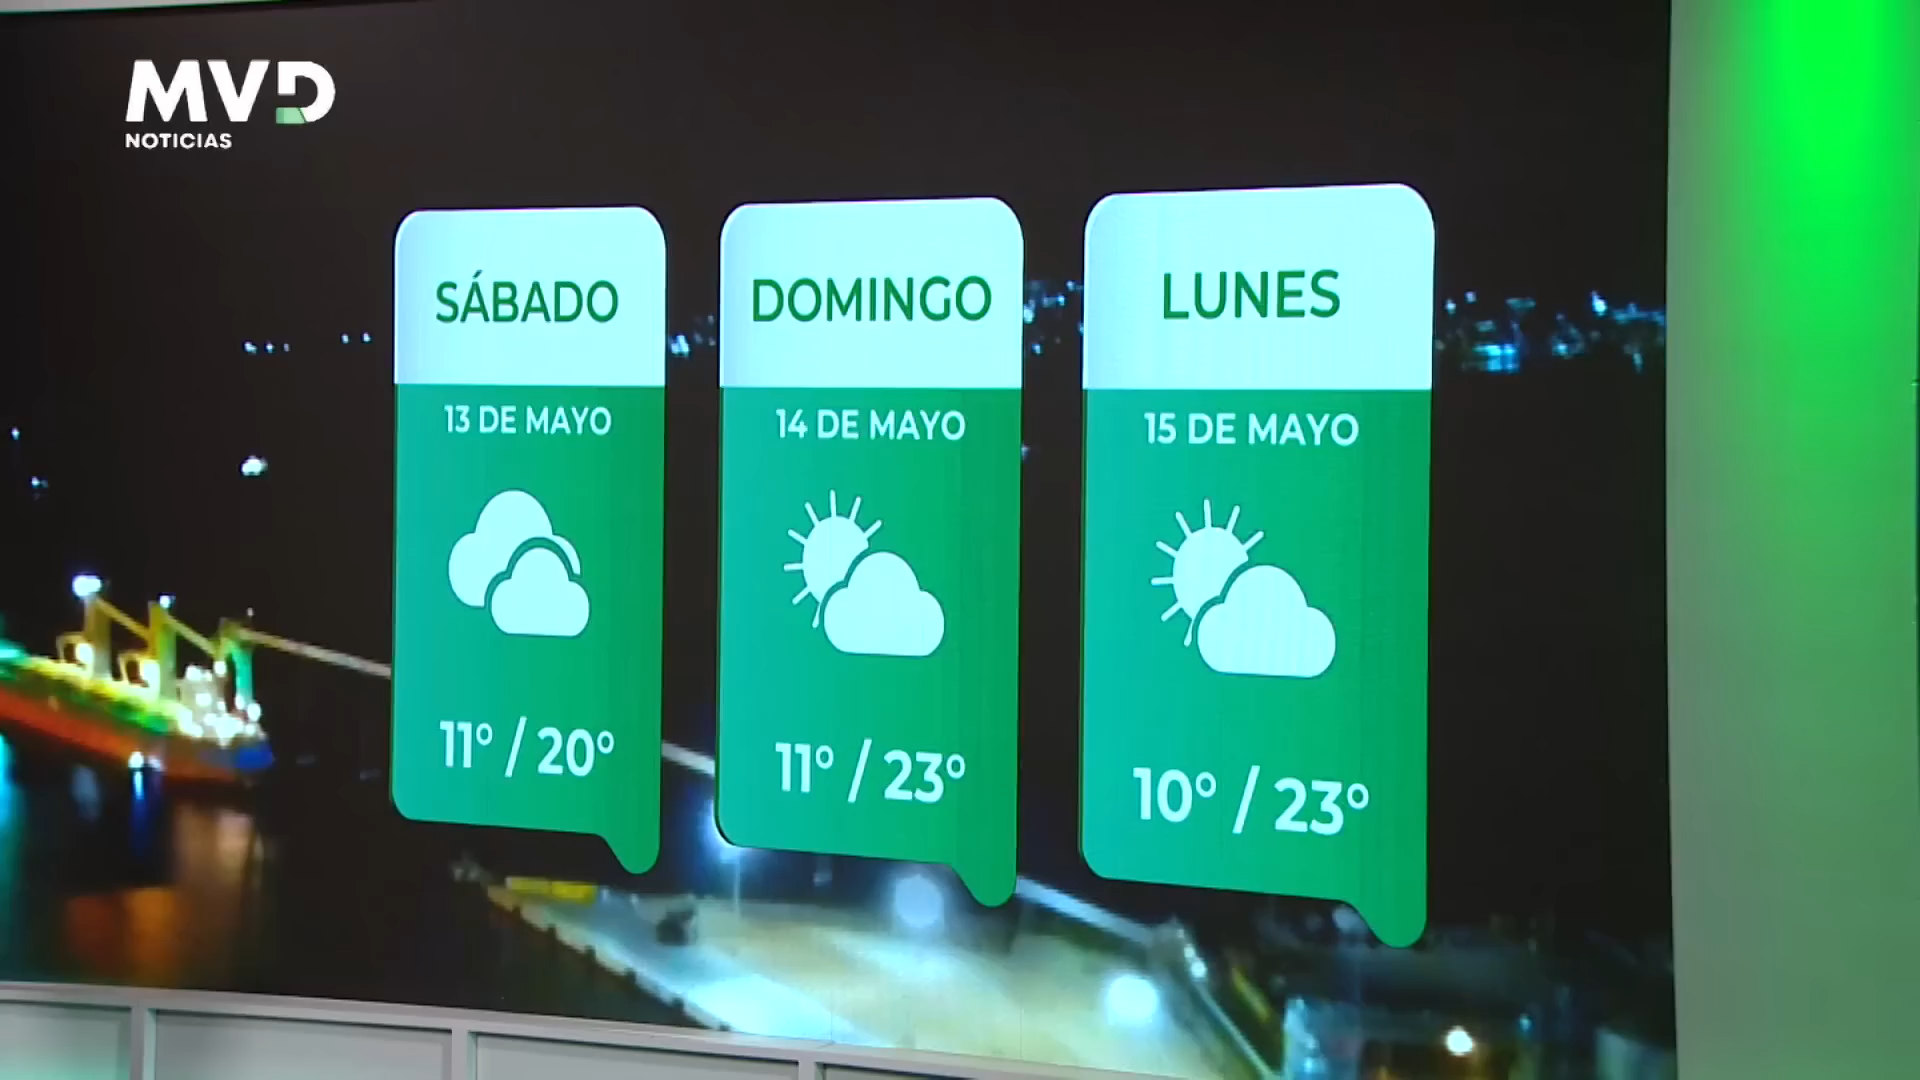 MVD
NOTICIAS
SÁBADO
13 DE MAYO
11° / 20°
DOMINGO
14 DE MAYO
11° / 23°
LUNES
15 DE MAYO
10° / 23°